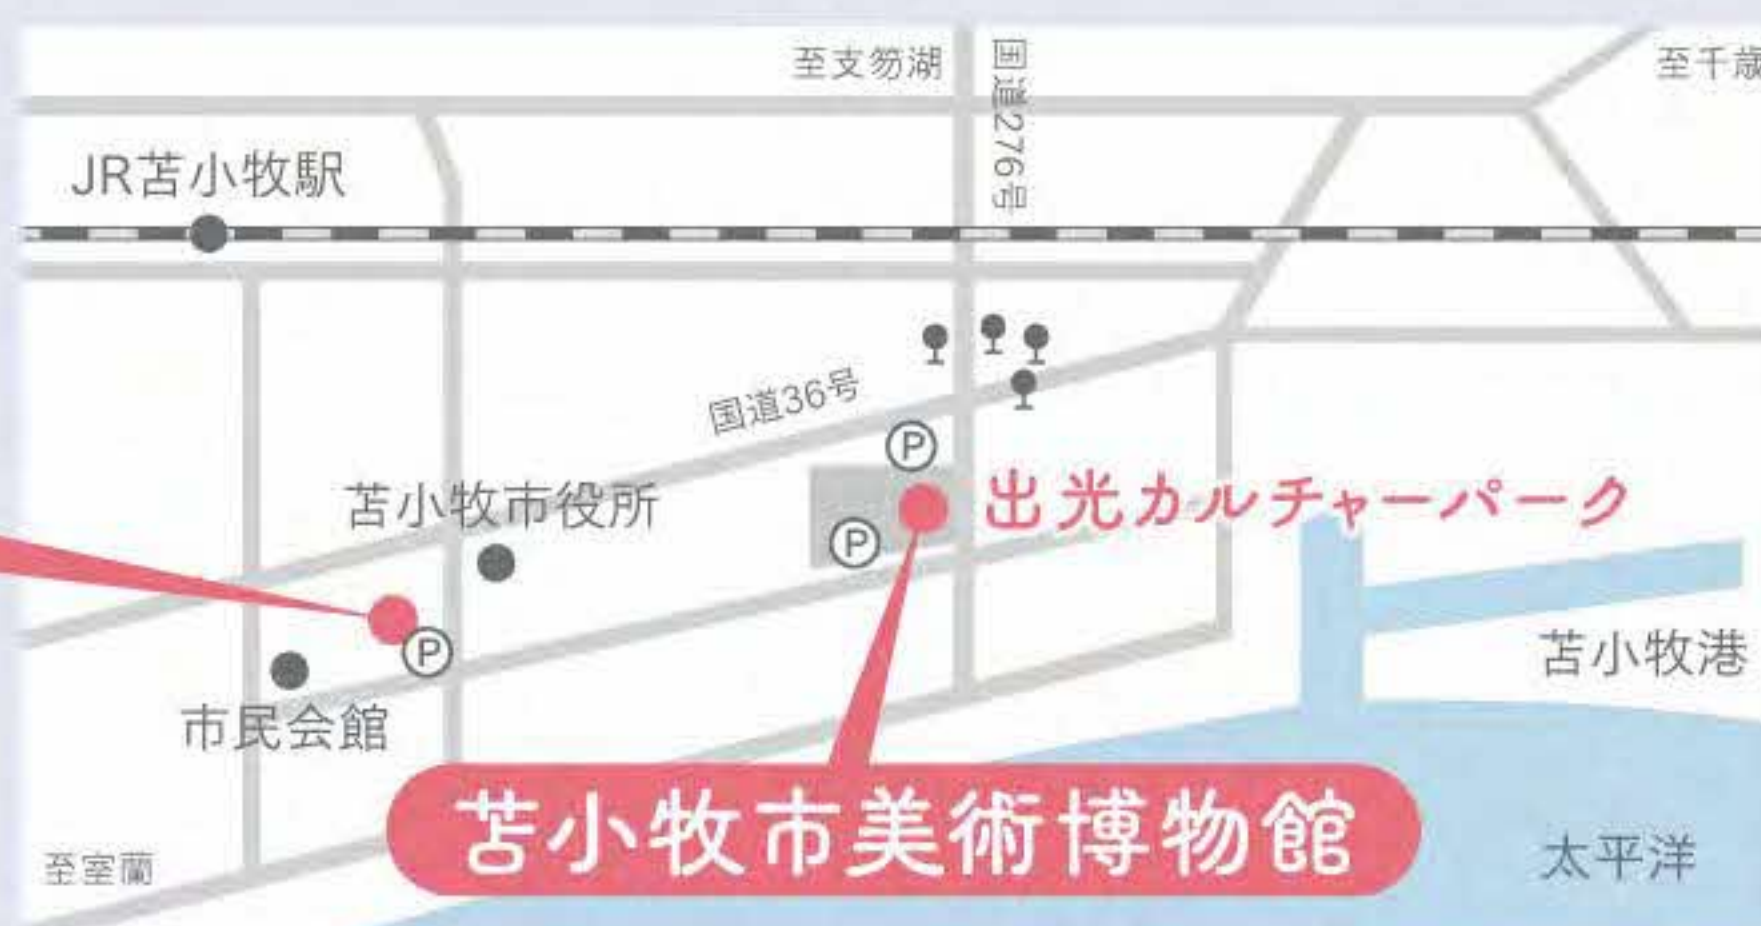 至支笏湖
国道276号
至千歳
JR苫小牧駅
国道36号
P
出光カルチャーパーク
苫小牧市役所
P
P
苫小牧港
市民会館
苫小牧市美術博物館
太平洋
至室蘭